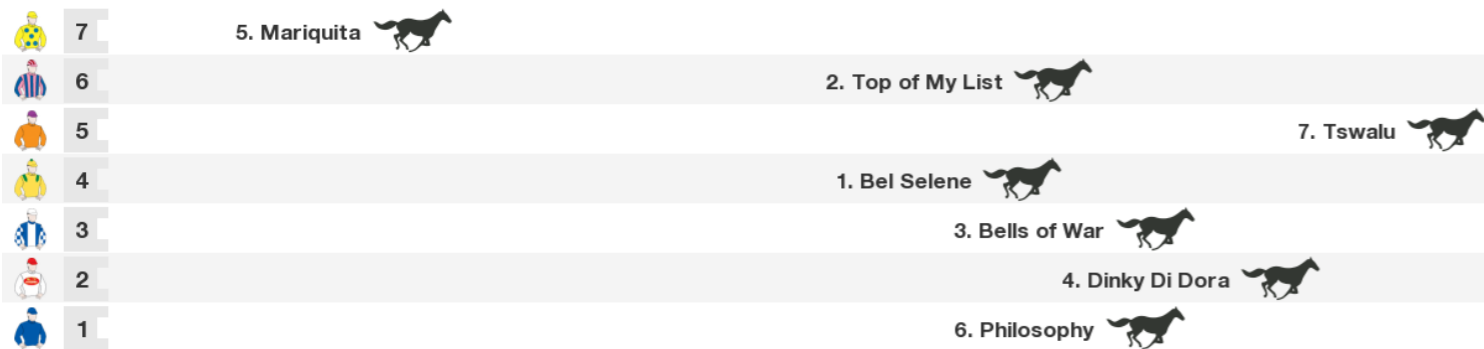 7 5. Mariquita
6 2. Top of My List
5 7. Tswalu
4 1. Bel Selene
3 3. Bells of War
2 4. Dinky Di Dora
1 6. Philosophy